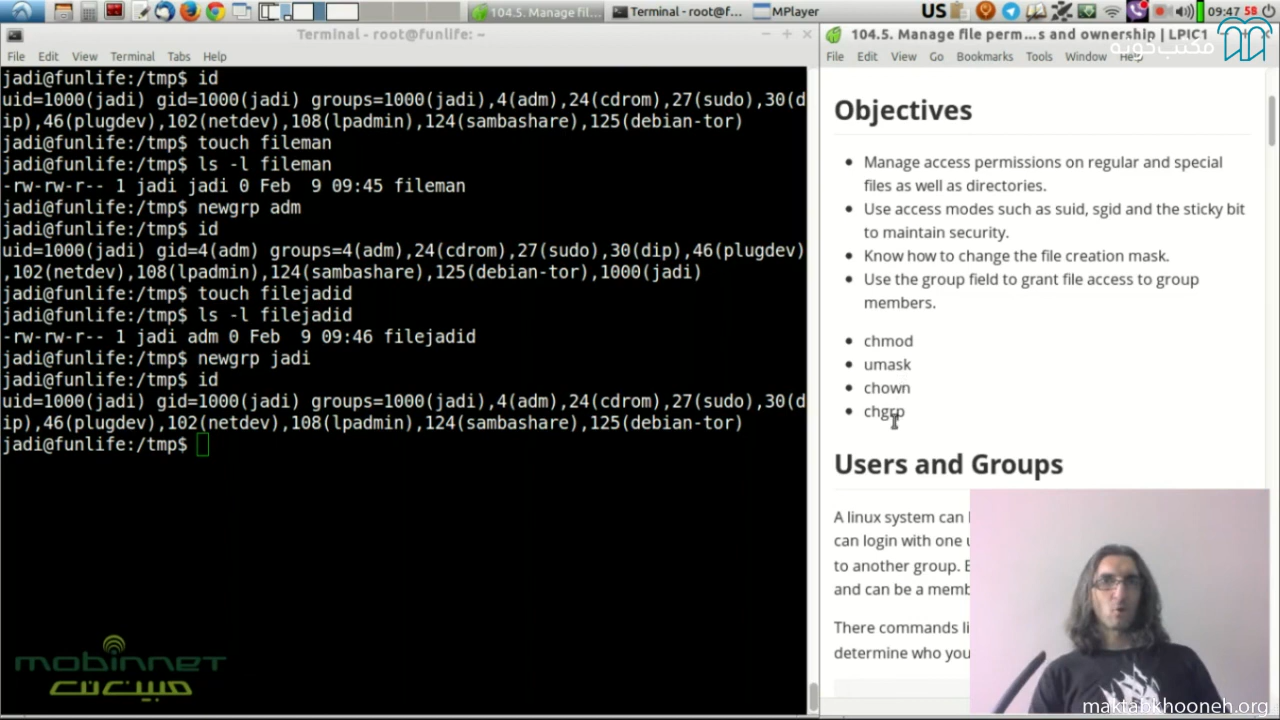 104.5. Manage fil...
Terminal - root@f...
MPlayer
US
09:47
58
Terminal - root@funlife: ~
File Edit View Terminal Tabs Help
jadi@funlife:/tmp$ id
uid=1000(jadi) gid=1000(jadi) groups=1000(jadi),4(adm),24(cdrom),27(sudo),30(d
ip),46(plugdev),102(netdev),108(lpadmin),124(sambashare),125(debian-tor)
jadi@funlife:/tmp$ touch fileman
jadi@funlife:/tmp$ ls -l fileman
-rw-rw-r-- 1 jadi jadi 0 Feb  9 09:45 fileman
jadi@funlife:/tmp$ newgrp adm
jadi@funlife:/tmp$ id
uid=1000(jadi) gid=4(adm) groups=4(adm),24(cdrom),27(sudo),30(dip),46(plugdev)
,102(netdev),108(lpadmin),124(sambashare),125(debian-tor),1000(jadi)
jadi@funlife:/tmp$ touch filejadid
jadi@funlife:/tmp$ ls -l filejadid
-rw-rw-r-- 1 jadi adm 0 Feb  9 09:46 filejadid
jadi@funlife:/tmp$ newgrp jadi
jadi@funlife:/tmp$ id
uid=1000(jadi) gid=1000(jadi) groups=1000(jadi),4(adm),24(cdrom),27(sudo),30(d
ip),46(plugdev),102(netdev),108(lpadmin),124(sambashare),125(debian-tor)
jadi@funlife:/tmp$
mobinnet
مبین‌نت
104.5. Manage file perm...s and ownership | LPIC1
مکتب‌خونه
File Edit View Go Bookmarks Tools Window Help
Objectives
Manage access permissions on regular and special
files as well as directories.
Use access modes such as suid, sgid and the sticky bit
to maintain security.
Know how to change the file creation mask.
Use the group field to grant file access to group
members.
chmod
umask
chown
chgrp
Users and Groups
A linux system can
can login with one
to another group.
and can be a memb
There commands li
determine who you
maktabkhooneh.org